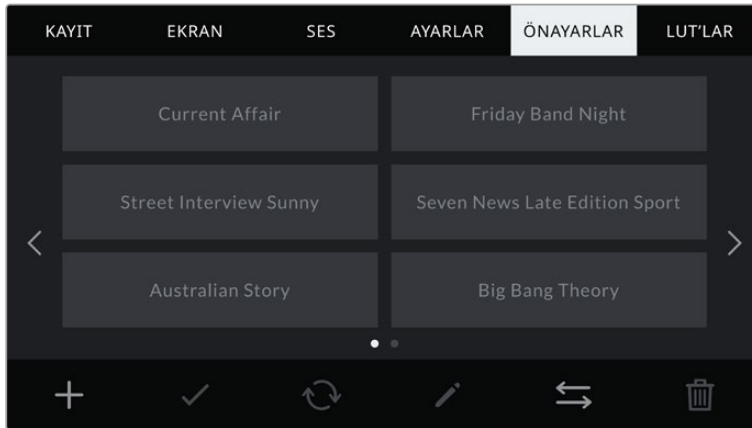 KAYIT EKRAN SES AYARLAR ÖNAYARLAR LUT’LAR
Current Affair Friday Band Night
Street Interview Sunny Seven News Late Edition Sport
Australian Story Big Bang Theory